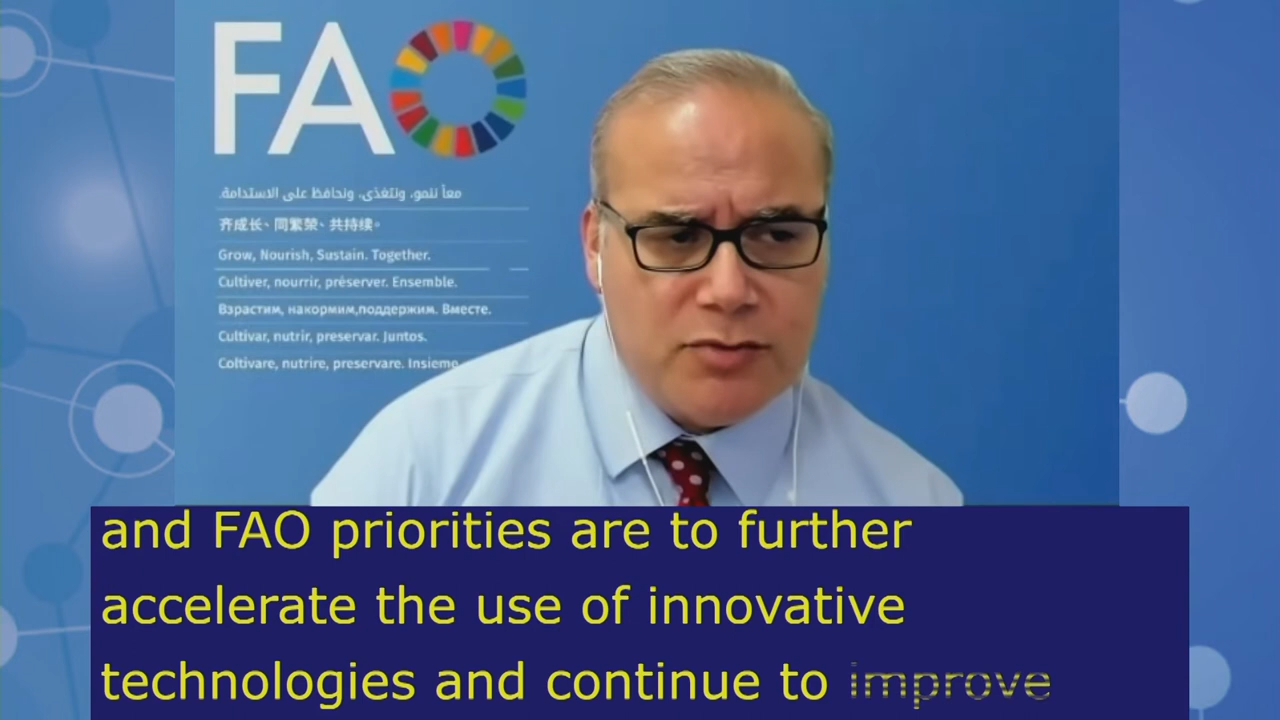 FAO
معاً ننمو، ونتغذى، ونحافظ على الاستدامة.
齐成长、同繁荣、共持续。
Grow, Nourish, Sustain. Together.
Cultiver, nourrir, préserver. Ensemble.
Взрастим, накормим,поддержим. Вместе.
Cultivar, nutrir, preservar. Juntos.
Coltivare, nutrire, preservare. Insieme
and FAO priorities are to further
accelerate the use of innovative
technologies and continue to improve